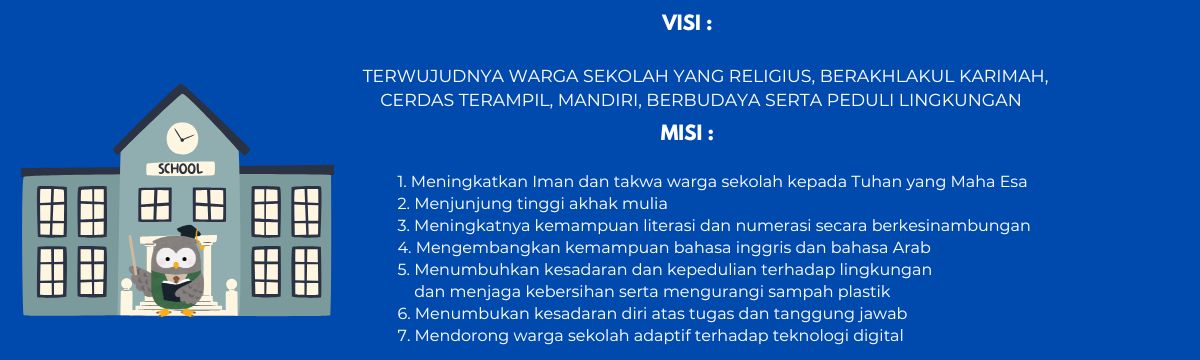 VISI :
TERWUJUDNYA WARGA SEKOLAH YANG RELIGIUS, BERAKHLAKUL KARIMAH,
CERDAS TERAMPIL, MANDIRI, BERBUDAYA SERTA PEDULI LINGKUNGAN
MISI :
SCHOOL
1. Meningkatkan Iman dan takwa warga sekolah kepada Tuhan yang Maha Esa
2. Menjunjung tinggi akhak mulia
3. Meningkatnya kemampuan literasi dan numerasi secara berkesinambungan
4. Mengembangkan kemampuan bahasa inggris dan bahasa Arab
5. Menumbuhkan kesadaran dan kepedulian terhadap lingkungan
dan menjaga kebersihan serta mengurangi sampah plastik
6. Menumbukan kesadaran diri atas tugas dan tanggung jawab
7. Mendorong warga sekolah adaptif terhadap teknologi digital